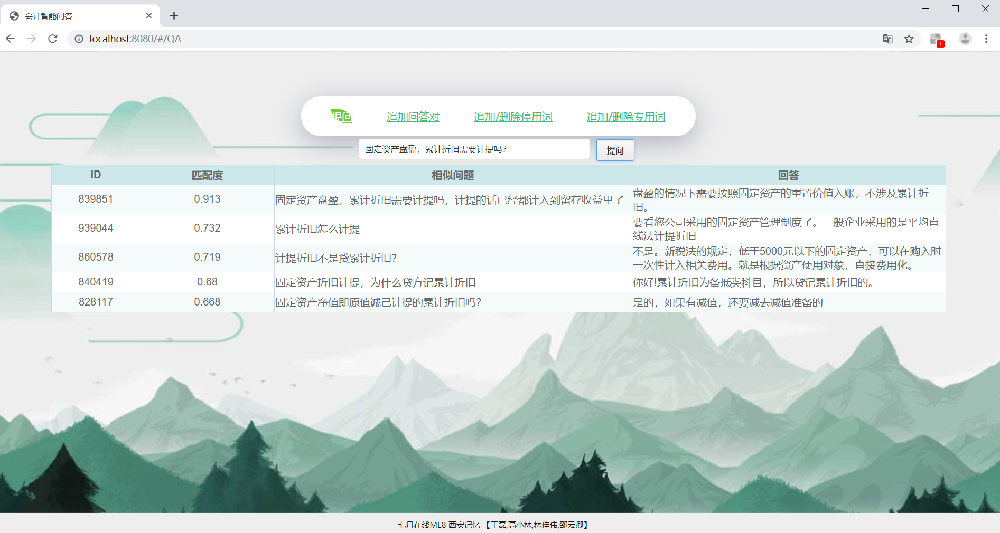 会计智能问答
localhost:8080/#/QA
提问 追加问答对 追加/删除停用词 追加/删除专用词
固定资产盘盈，累计折旧需要计提吗？ 提问
ID 匹配度 相似问题 回答
839851 0.913 固定资产盘盈，累计折旧需要计提吗，计提的话已经都计入到留存收益里了 盘盈的情况下需要按照固定资产的重置价值入账，不涉及累计折
旧。
939044 0.732 累计折旧怎么计提 要看您公司采用的固定资产管理制度了。一般企业采用的是平均直
线法计提折旧
860578 0.719 计提折旧不是贷累计折旧？ 不是。新税法的规定，低于5000元以下的固定资产，可以在购入时
一次性计入相关费用。就是根据资产使用对象，直接费用化。
840419 0.68 固定资产折旧计提，为什么贷方记累计折旧 你好!累计折旧为备抵类科目，所以贷记累计折旧的。
828117 0.668 固定资产净值即原值诚己计提的累计折旧吗？ 是的，如果有减值，还要减去减值准备的
七月在线ML8 西安记忆 【王磊,高小林,林佳伟,邵云卿】